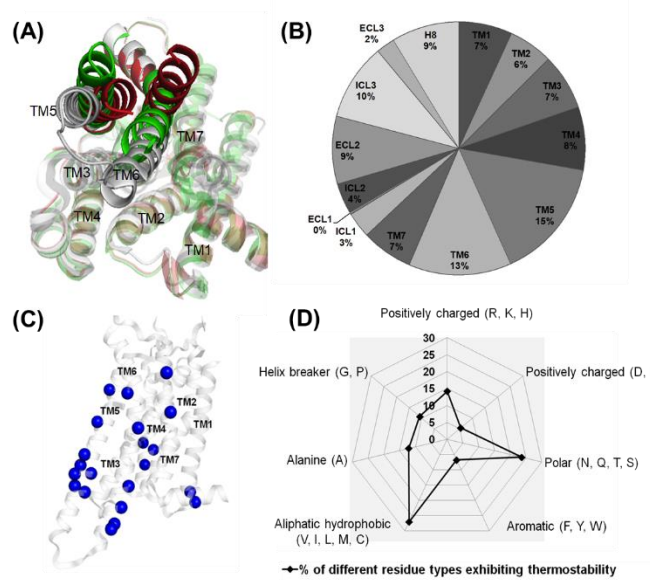 (A)
TM5
TM3
TM4
TM6
TM2
TM7
TM1
(B)
ECL3
2%
H8
9%
TM1
7%
TM2
6%
TM3
7%
TM4
8%
TM5
15%
TM6
13%
TM7
7%
ICL1
3%
ECL1
0%
ICL2
4%
ECL2
9%
ICL3
10%
(C)
TM6
TM5
TM2
TM4
TM1
TM3
TM7
(D)
Positively charged (R, K, H)
30
25
20
15
10
5
0
Helix breaker (G, P)
Positively charged (D,
Alanine (A)
Polar (N, Q, T, S)
Aliphatic hydrophobic
(V, I, L, M, C)
Aromatic (F, Y, W)
% of different residue types exhibiting thermostability